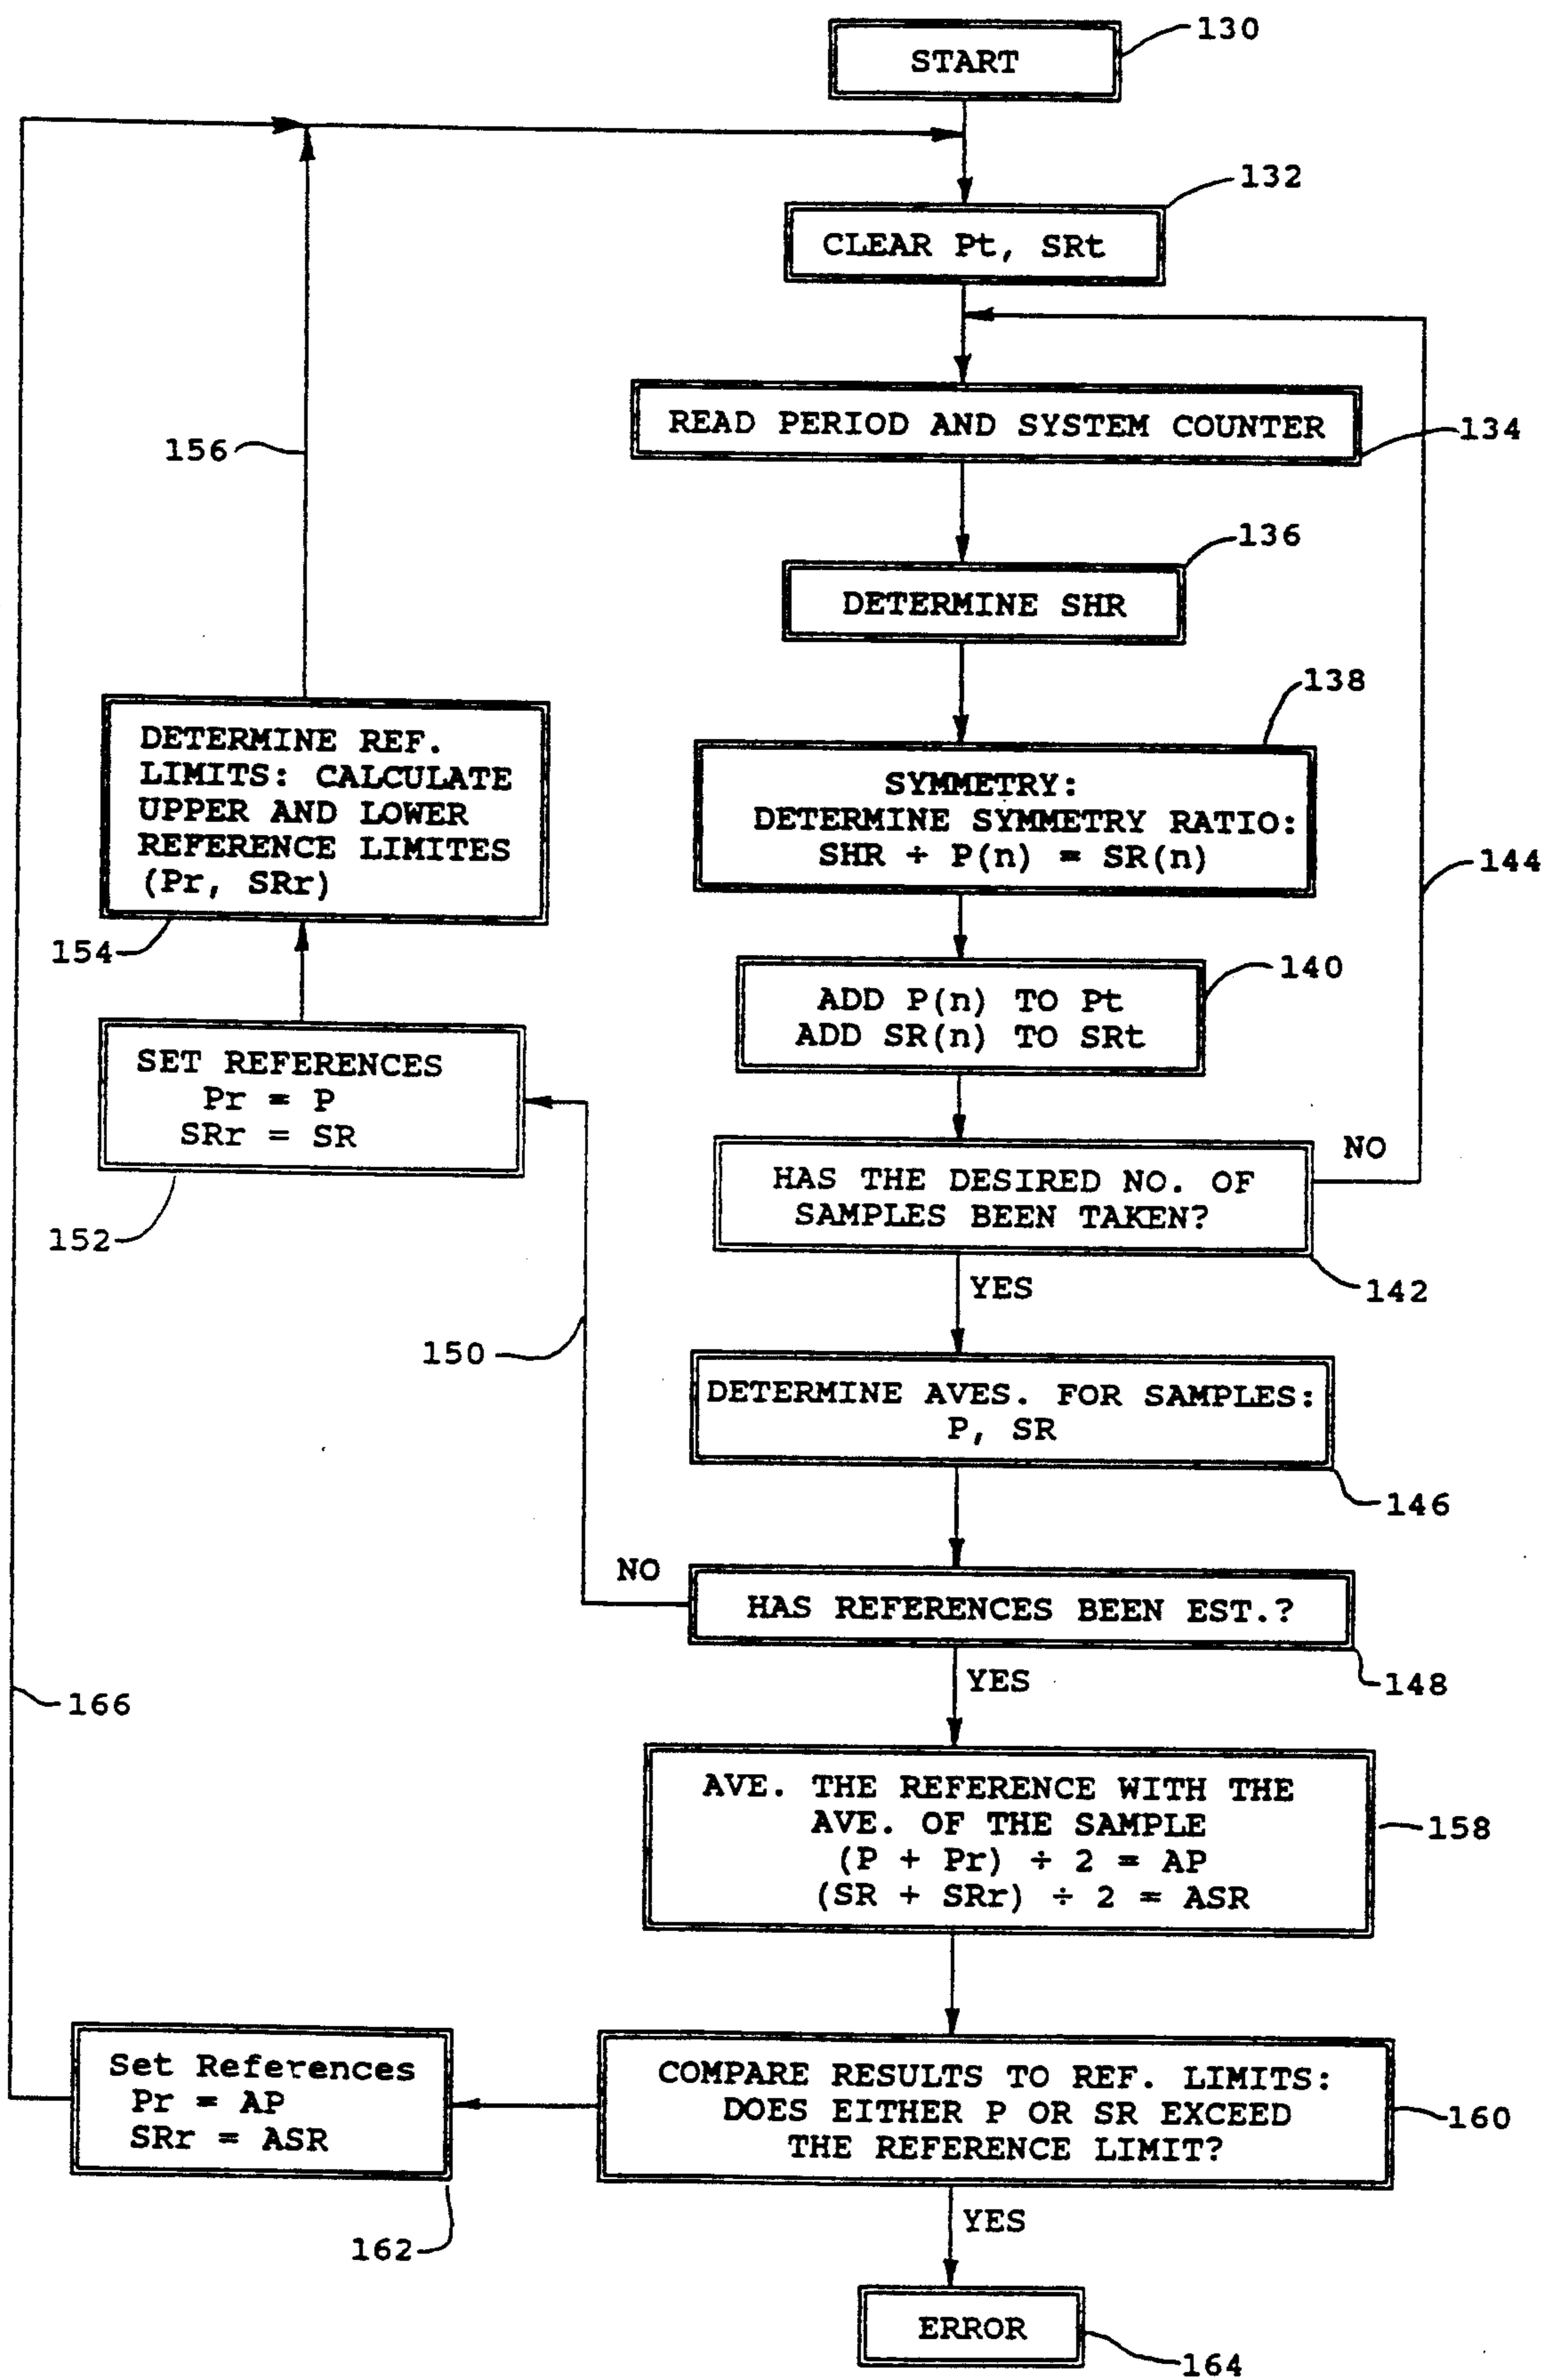 START
130
CLEAR Pt, SRt
132
READ PERIOD AND SYSTEM COUNTER
134
DETERMINE SHR
136
SYMMETRY:
DETERMINE SYMMETRY RATIO:
SHR ÷ P(n) = SR(n)
138
ADD P(n) TO Pt
ADD SR(n) TO SRt
140
HAS THE DESIRED NO. OF
SAMPLES BEEN TAKEN?
142
NO
144
YES
DETERMINE AVES. FOR SAMPLES:
P, SR
146
HAS REFERENCES BEEN EST.?
148
NO
150
SET REFERENCES
Pr = P
SRr = SR
152
DETERMINE REF.
LIMITS: CALCULATE
UPPER AND LOWER
REFERENCE LIMITES
(Pr, SRr)
154
156
YES
AVE. THE REFERENCE WITH THE
AVE. OF THE SAMPLE
(P + Pr) ÷ 2 = AP
(SR + SRr) ÷ 2 = ASR
158
COMPARE RESULTS TO REF. LIMITS:
DOES EITHER P OR SR EXCEED
THE REFERENCE LIMIT?
160
Set References
Pr = AP
SRr = ASR
162
166
YES
ERROR
164